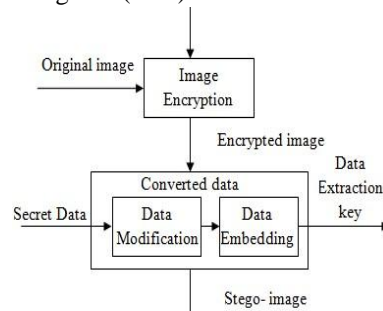 Original image
Image
Encryption
Encrypted image
Data
Extraction
key
Converted data
Secret Data
Data
Modification
Data
Embedding
Stego- image